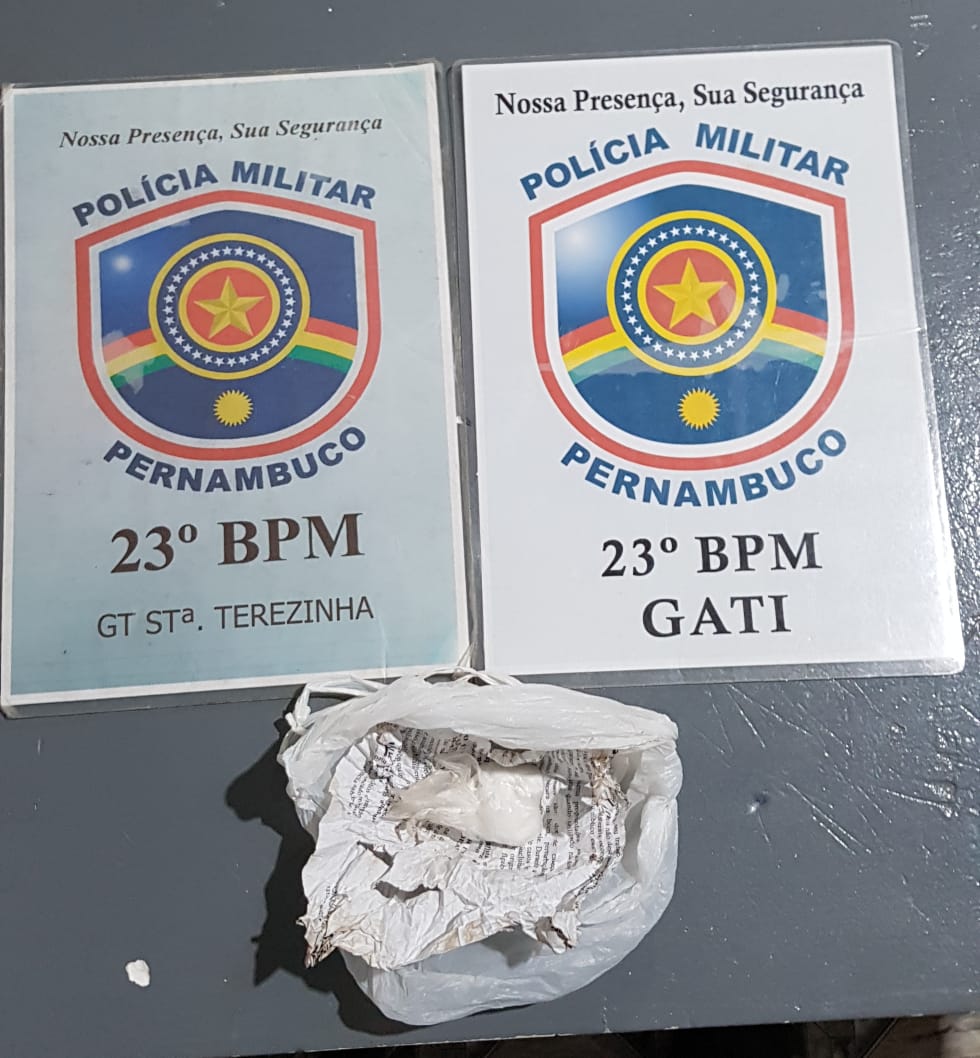 Nossa Presença, Sua Segurança
POLÍCIA MILITAR
PERNAMBUCO
23º BPM
GT STª. TEREZINHA
Nossa Presença, Sua Segurança
POLÍCIA MILITAR
PERNAMBUCO
23º BPM
GATI